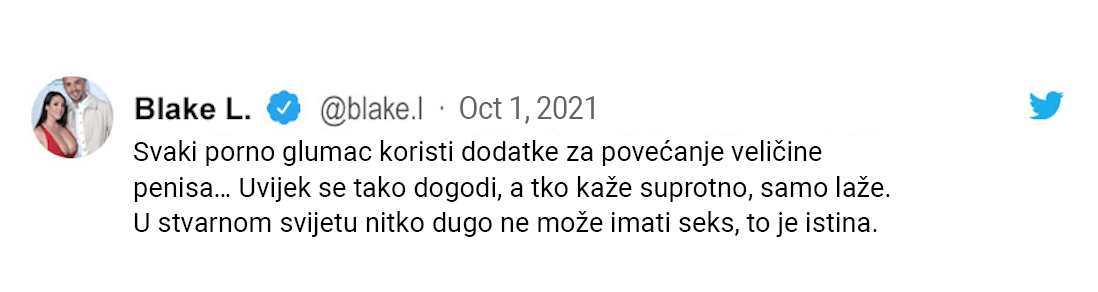 Blake L. @blake.l · Oct 1, 2021
Svaki porno glumac koristi dodatke za povećanje veličine
penisa... Uvijek se tako dogodi, a tko kaže suprotno, samo laže.
U stvarnom svijetu nitko dugo ne može imati seks, to je istina.